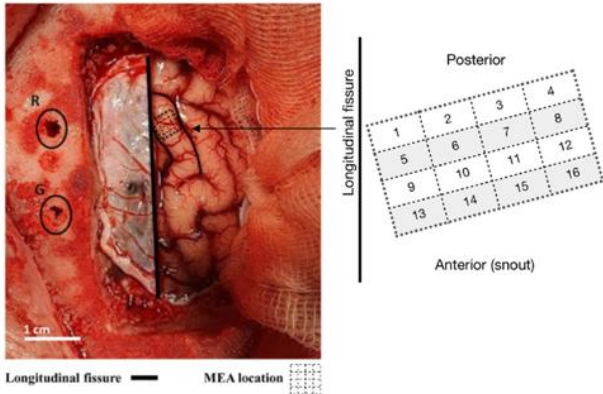 R
G
1 cm
Longitudinal fissure
MEA location
Longitudinal fissure
Posterior
1 2 3 4
5 6 7 8
9 10 11 12
13 14 15 16
Anterior (snout)